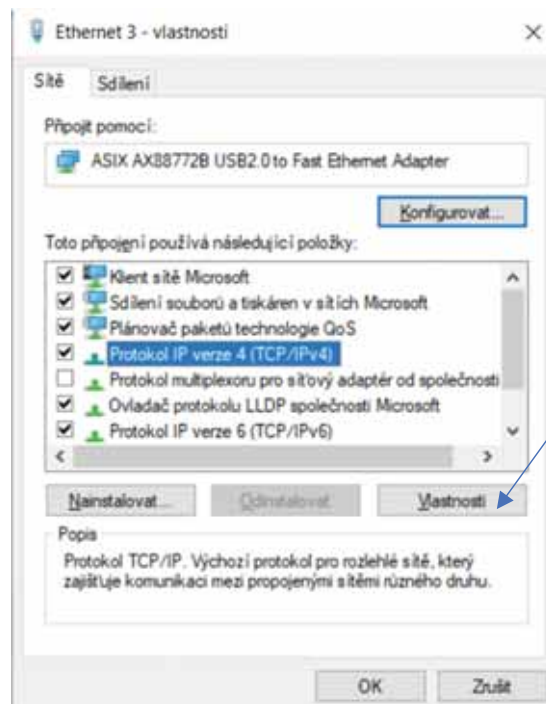 Ethernet 3 - vlastnosti
Sítě Sdílení
Připojit pomocí:
ASIX AX88772B USB2.0 to Fast Ethernet Adapter
Konfigurovat...
Toto připojení používá následující položky:
Klient sítě Microsoft
Sdílení souborů a tiskáren v sítích Microsoft
Plánovač paketů technologie QoS
Protokol IP verze 4 (TCP/IPv4)
Protokol multiplexoru pro síťový adaptér od společnosti
Ovladač protokolu LLDP společnosti Microsoft
Protokol IP verze 6 (TCP/IPv6)
Nainstalovat... Odinstalovat Vlastnosti
Popis
Protokol TCP/IP. Výchozí protokol pro rozlehlé sítě, který
zajišťuje komunikaci mezi propojenými sítěmi různého druhu.
OK Zrušit